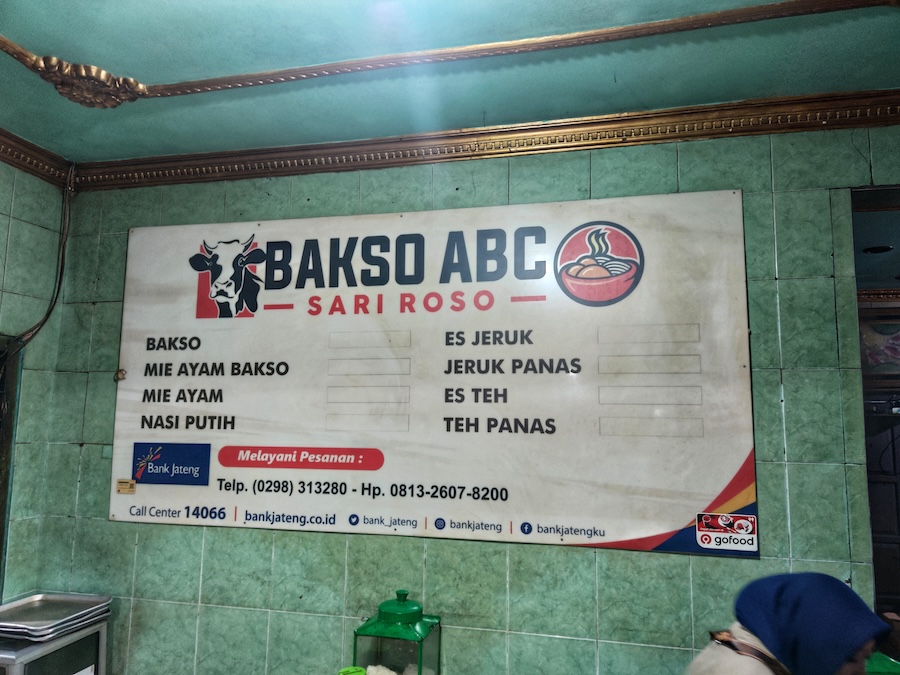 BAKSO ABC
SARI ROSO
BAKSO
MIE AYAM BAKSO
MIE AYAM
NASI PUTIH
ES JERUK
JERUK PANAS
ES TEH
TEH PANAS
Bank Jateng
Melayani Pesanan :
Telp. (0298) 313280 - Hp. 0813-2607-8200
Call Center 14066 | bankjateng.co.id bank_jateng | bankjateng | bankjatengku
gofood